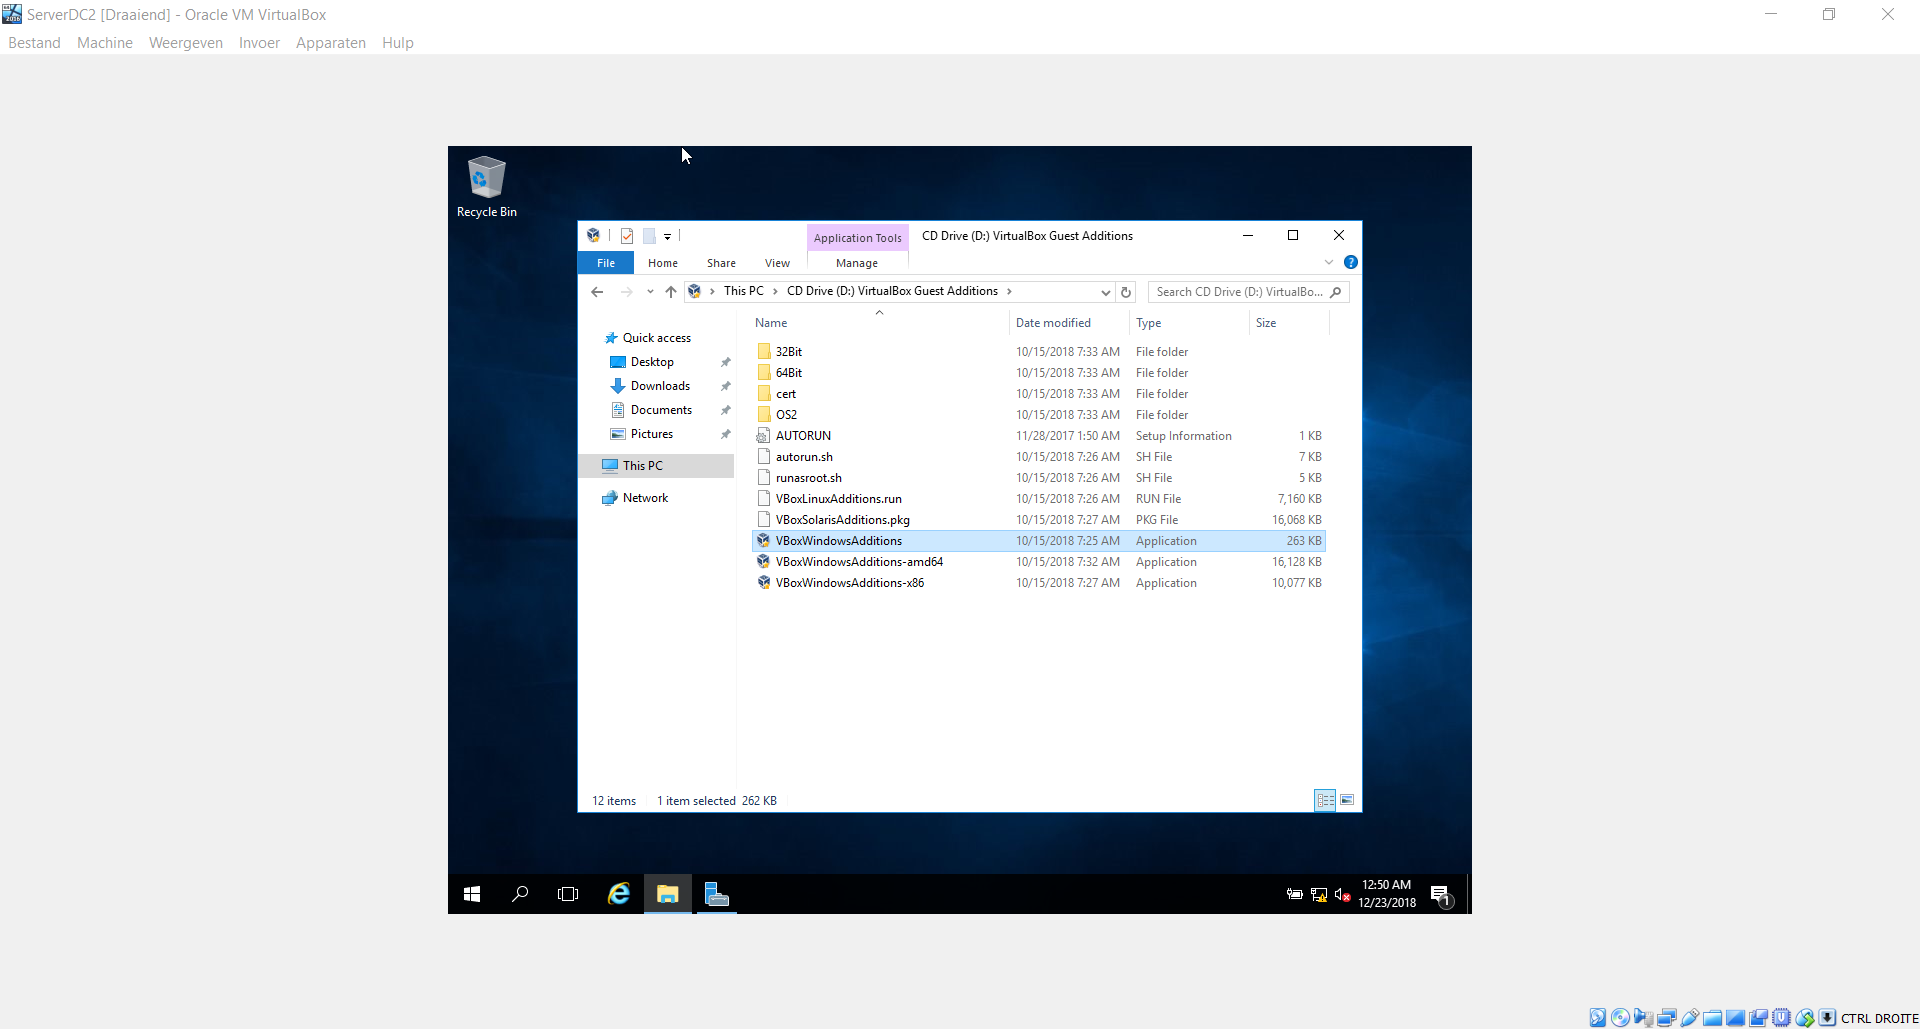 ServerDC2 [Draaiend] - Oracle VM VirtualBox
Bestand Machine Weergeven Invoer Apparaten Hulp
Recycle Bin
Application Tools CD Drive (D:) VirtualBox Guest Additions
File Home Share View Manage
This PC CD Drive (D:) VirtualBox Guest Additions Search CD Drive (D:) VirtualBo...
Name Date modified Type Size
Quick access
Desktop
Downloads
Documents
Pictures
This PC
Network
32Bit 10/15/2018 7:33 AM File folder
64Bit 10/15/2018 7:33 AM File folder
cert 10/15/2018 7:33 AM File folder
OS2 10/15/2018 7:33 AM File folder
AUTORUN 11/28/2017 1:50 AM Setup Information 1 KB
autorun.sh 10/15/2018 7:26 AM SH File 7 KB
runasroot.sh 10/15/2018 7:26 AM SH File 5 KB
VBoxLinuxAdditions.run 10/15/2018 7:26 AM RUN File 7,160 KB
VBoxSolarisAdditions.pkg 10/15/2018 7:27 AM PKG File 16,068 KB
VBoxWindowsAdditions 10/15/2018 7:25 AM Application 263 KB
VBoxWindowsAdditions-amd64 10/15/2018 7:32 AM Application 16,128 KB
VBoxWindowsAdditions-x86 10/15/2018 7:27 AM Application 10,077 KB
12 items 1 item selected 262 KB
12:50 AM
12/23/2018
1
CTRL DROITE